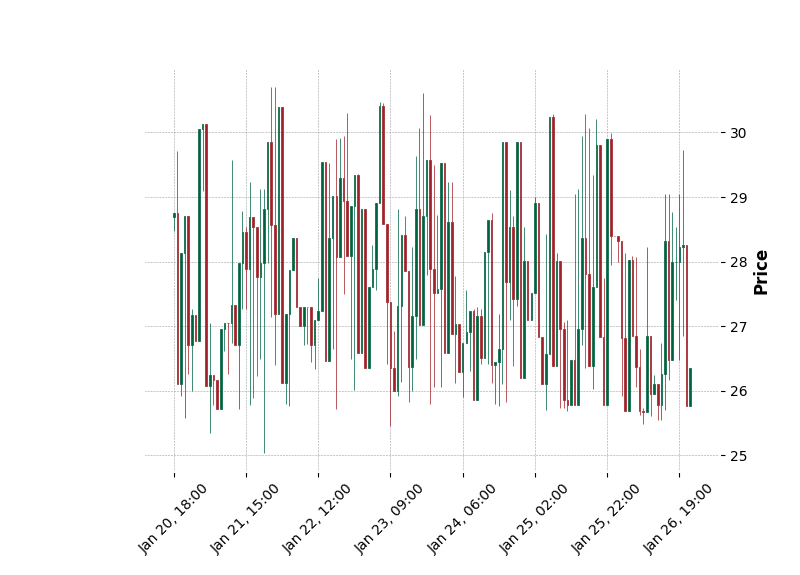 30
29
28
27
26
25
Price
Jan 20, 18:00
Jan 21, 15:00
Jan 22, 12:00
Jan 23, 09:00
Jan 24, 06:00
Jan 25, 02:00
Jan 25, 22:00
Jan 26, 19:00